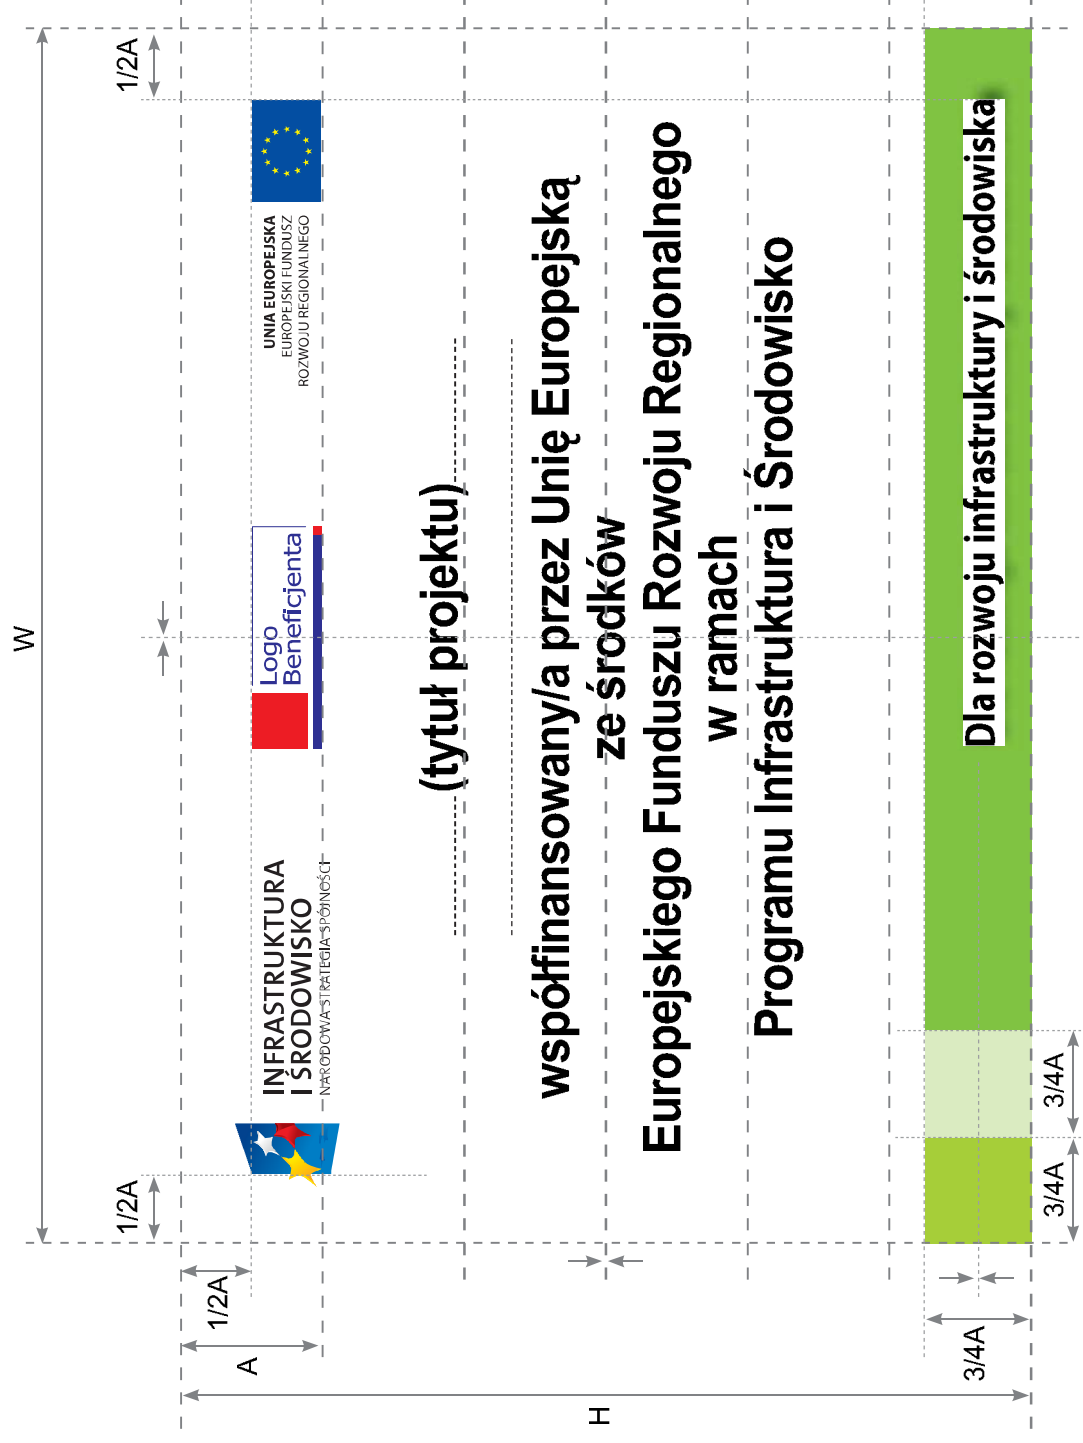 W
1/2A
1/2A
1/2A
A
H
INFRASTRUKTURA
I ŚRODOWISKO
NARODOWA STRATEGIA SPÓJNOŚCI
Logo
Beneficjenta
UNIA EUROPEJSKA
EUROPEJSKI FUNDUSZ
ROZWOJU REGIONALNEGO
(tytuł projektu)
współfinansowany/a przez Unię Europejską
ze środków
Europejskiego Funduszu Rozwoju Regionalnego
w ramach
Programu Infrastruktura i Środowisko
Dla rozwoju infrastruktury i środowiska
3/4A
3/4A
3/4A